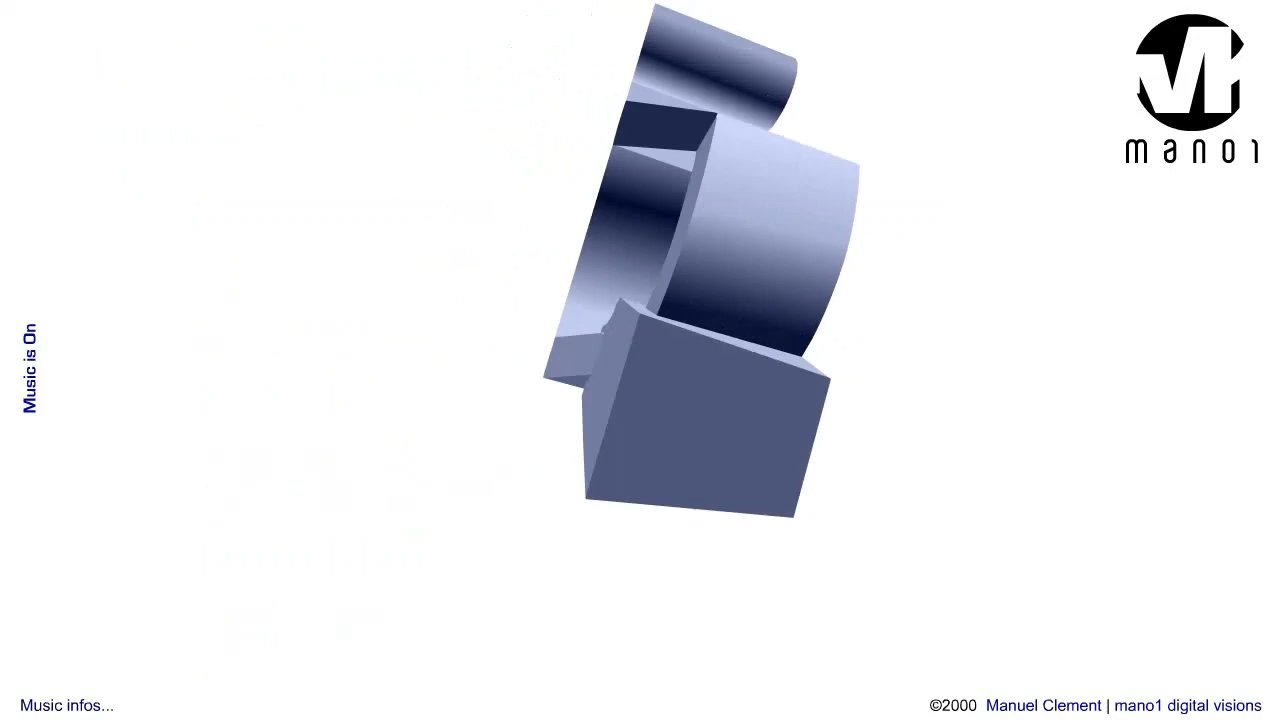 mano1
Music is On
Music infos...
©2000 Manuel Clement | mano1 digital visions